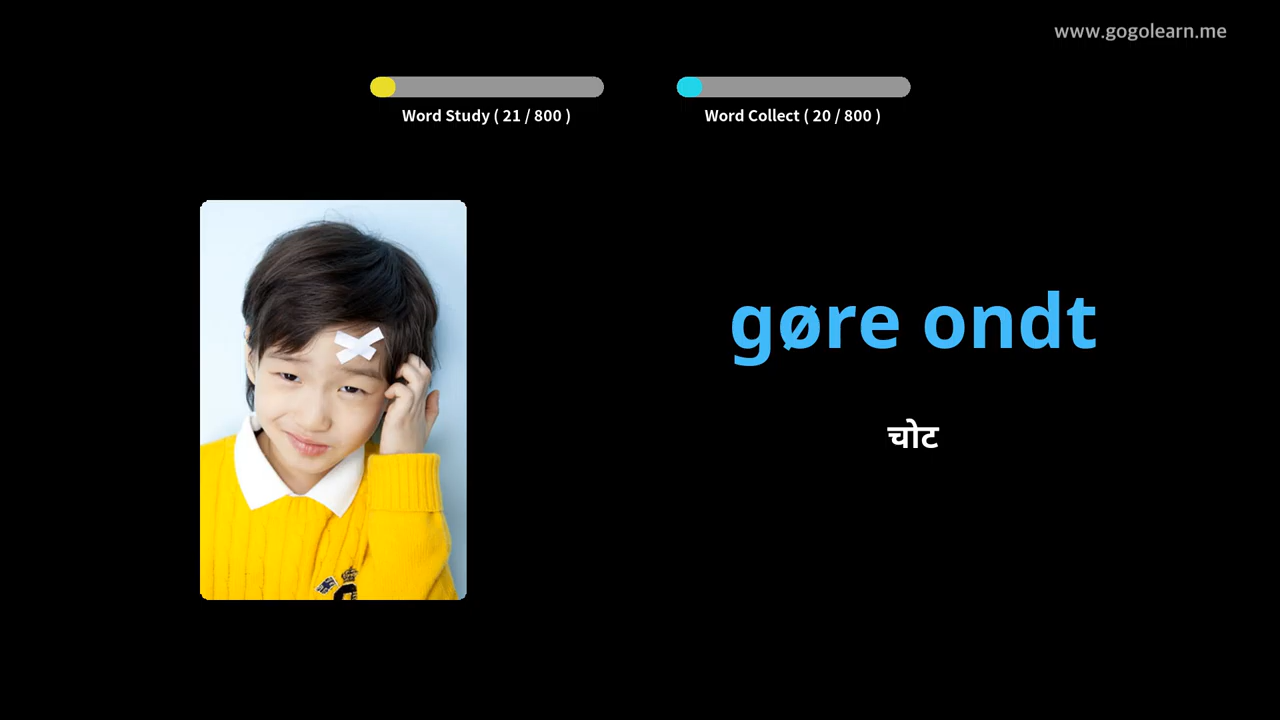 www.gogolearn.me
Word Study ( 21 / 800 )
Word Collect ( 20 / 800 )
gøre ondt
चोट